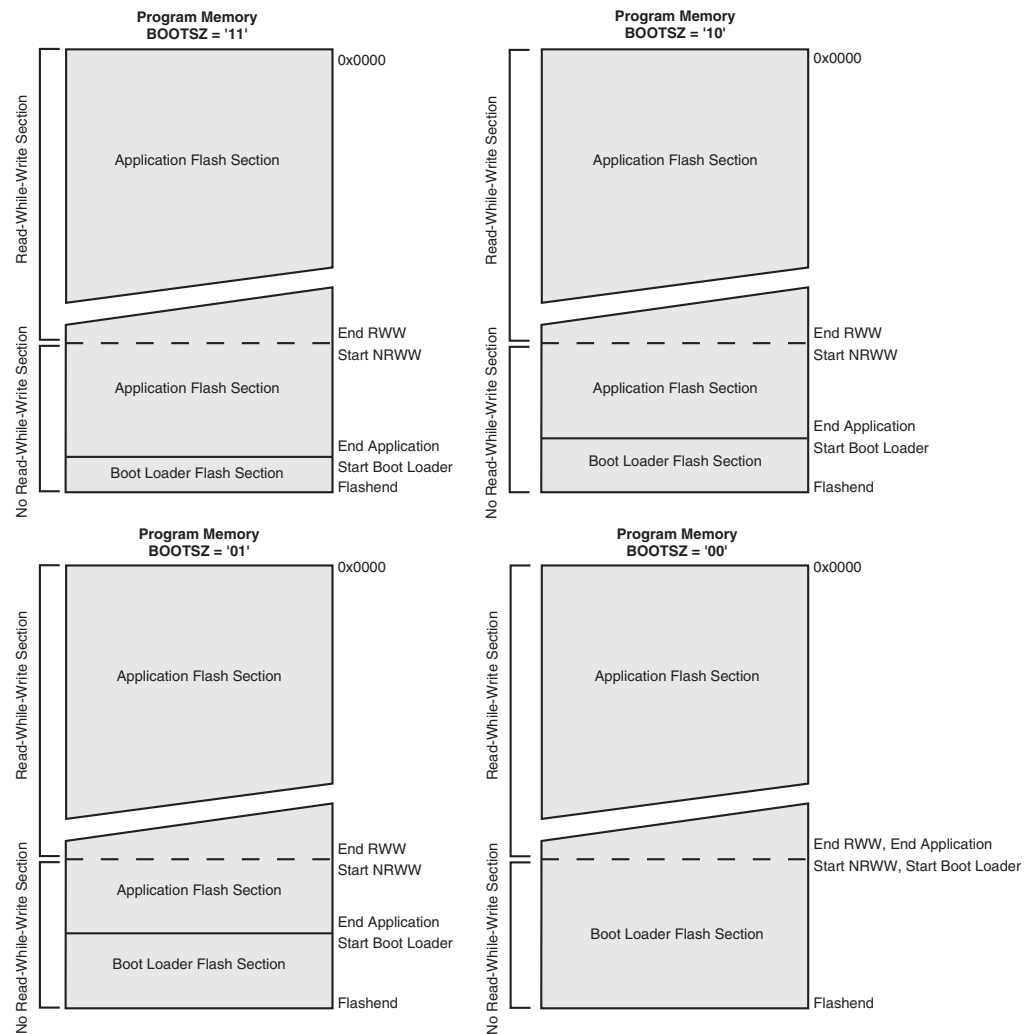 Program Memory
BOOTSZ = '11'
0x0000
Read-While-Write Section
Application Flash Section
End RWW
Start NRWW
No Read-While-Write Section
Application Flash Section
End Application
Start Boot Loader
Boot Loader Flash Section
Flashend
Program Memory
BOOTSZ = '10'
0x0000
Read-While-Write Section
Application Flash Section
End RWW
Start NRWW
No Read-While-Write Section
Application Flash Section
End Application
Start Boot Loader
Boot Loader Flash Section
Flashend
Program Memory
BOOTSZ = '01'
0x0000
Read-While-Write Section
Application Flash Section
End RWW
Start NRWW
No Read-While-Write Section
Application Flash Section
End Application
Start Boot Loader
Boot Loader Flash Section
Flashend
Program Memory
BOOTSZ = '00'
0x0000
Read-While-Write Section
Application Flash Section
End RWW, End Application
Start NRWW, Start Boot Loader
No Read-While-Write Section
Boot Loader Flash Section
Flashend